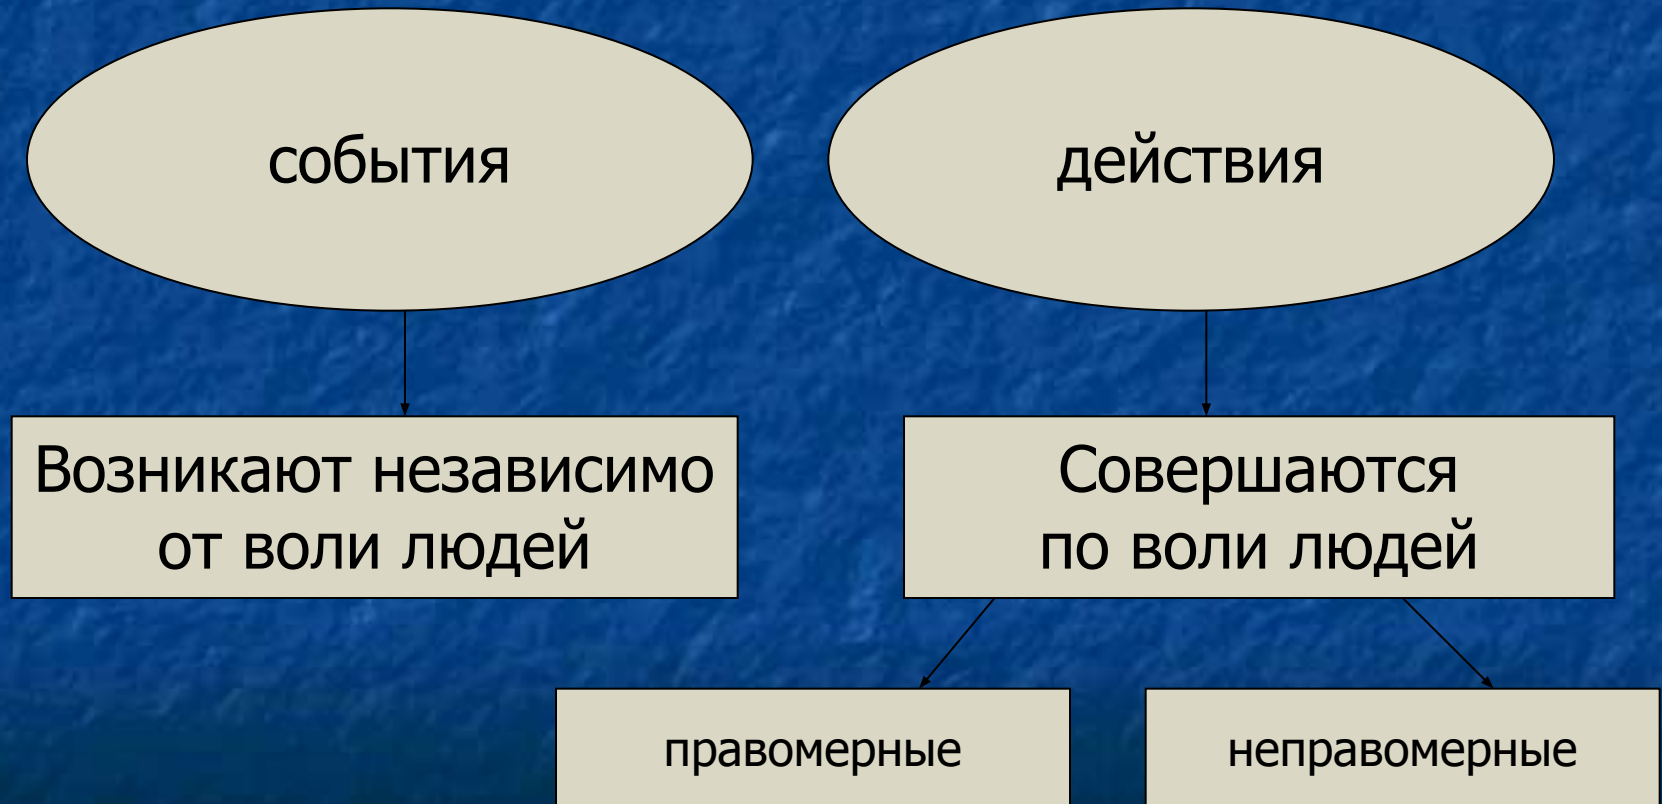 события
действия
Возникают независимо
от воли людей
Совершаются
по воли людей
правомерные
неправомерные